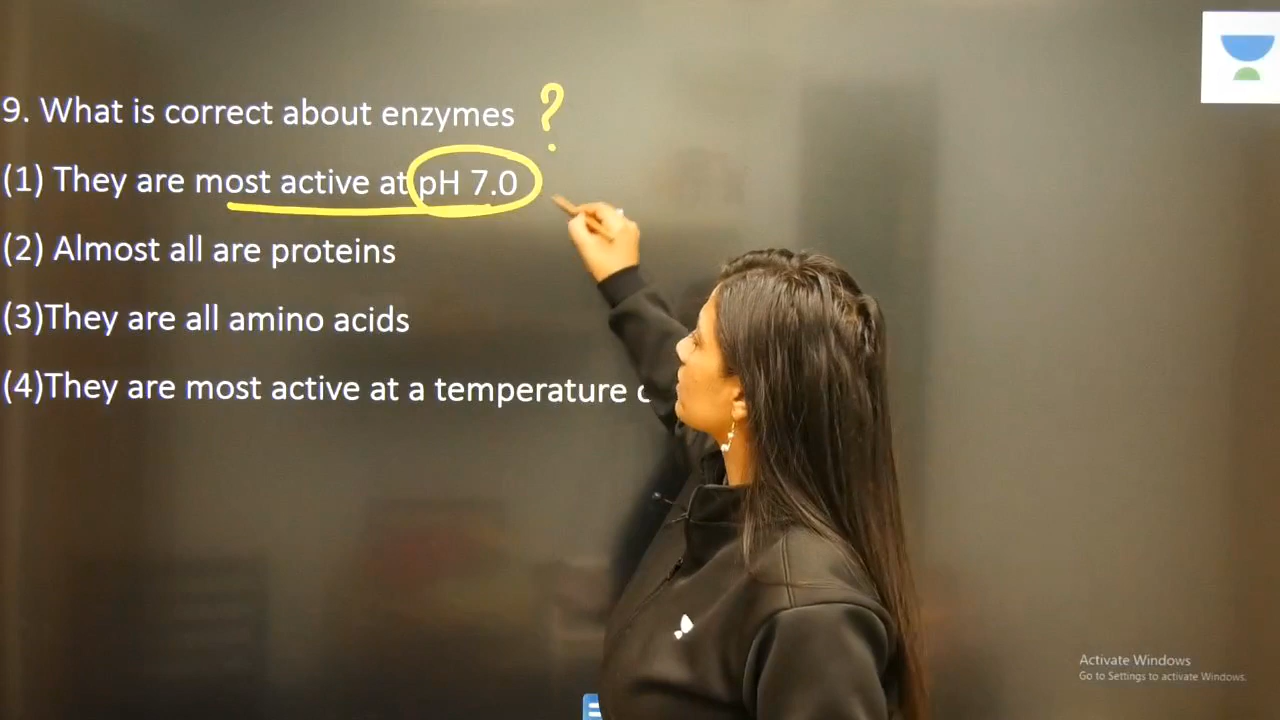 9. What is correct about enzymes ?
(1) They are most active at pH 7.0
(2) Almost all are proteins
(3)They are all amino acids
(4)They are most active at a temperature
Activate Windows
Go to Settings to activate Windows.